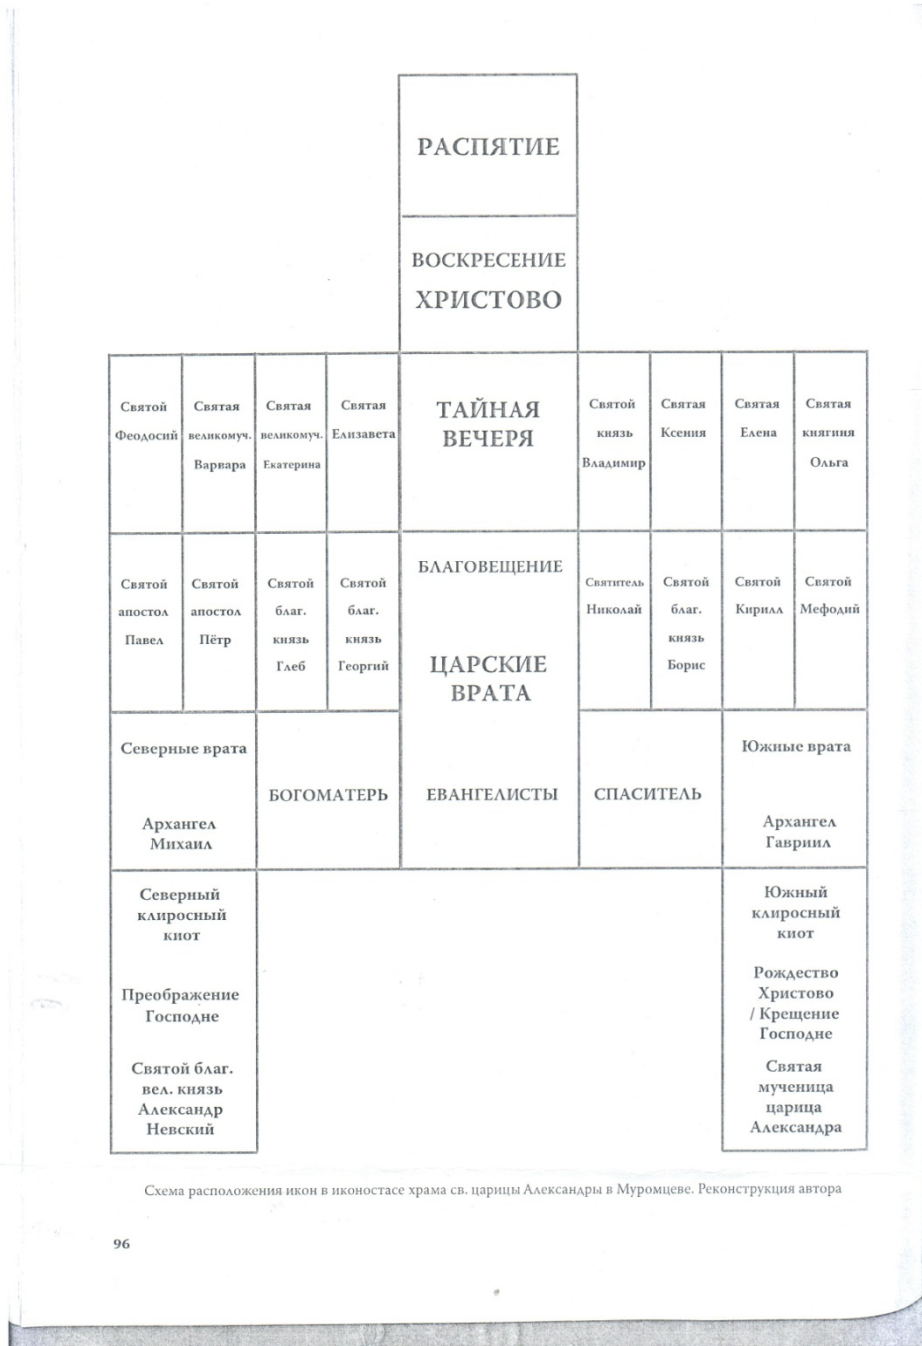 РАСПЯТИЕ
ВОСКРЕСЕНИЕ
ХРИСТОВО
Святой
Феодосий
Святая
великомуч.
Варвара
Святая
великомуч.
Екатерина
Святая
Елизавета
ТАЙНАЯ
ВЕЧЕРЯ
Святой
князь
Владимир
Святая
Ксения
Святая
Елена
Святая
княгиня
Ольга
Святой
апостол
Павел
Святой
апостол
Пётр
Святой
благ.
князь
Глеб
Святой
благ.
князь
Георгий
БЛАГОВЕЩЕНИЕ
ЦАРСКИЕ
ВРАТА
ЕВАНГЕЛИСТЫ
Святитель
Николай
Святой
благ.
князь
Борис
Святой
Кирилл
Святой
Мефодий
Северные врата
Архангел
Михаил
БОГОМАТЕРЬ
СПАСИТЕЛЬ
Южные врата
Архангел
Гавриил
Северный
клиросный
киот
Преображение
Господне
Святой благ.
вел. князь
Александр
Невский
Южный
клиросный
киот
Рождество
Христово
/ Крещение
Господне
Святая
мученица
царица
Александра
Схема расположения икон в иконостасе храма св. царицы Александры в Муромцеве. Реконструкция автора
96